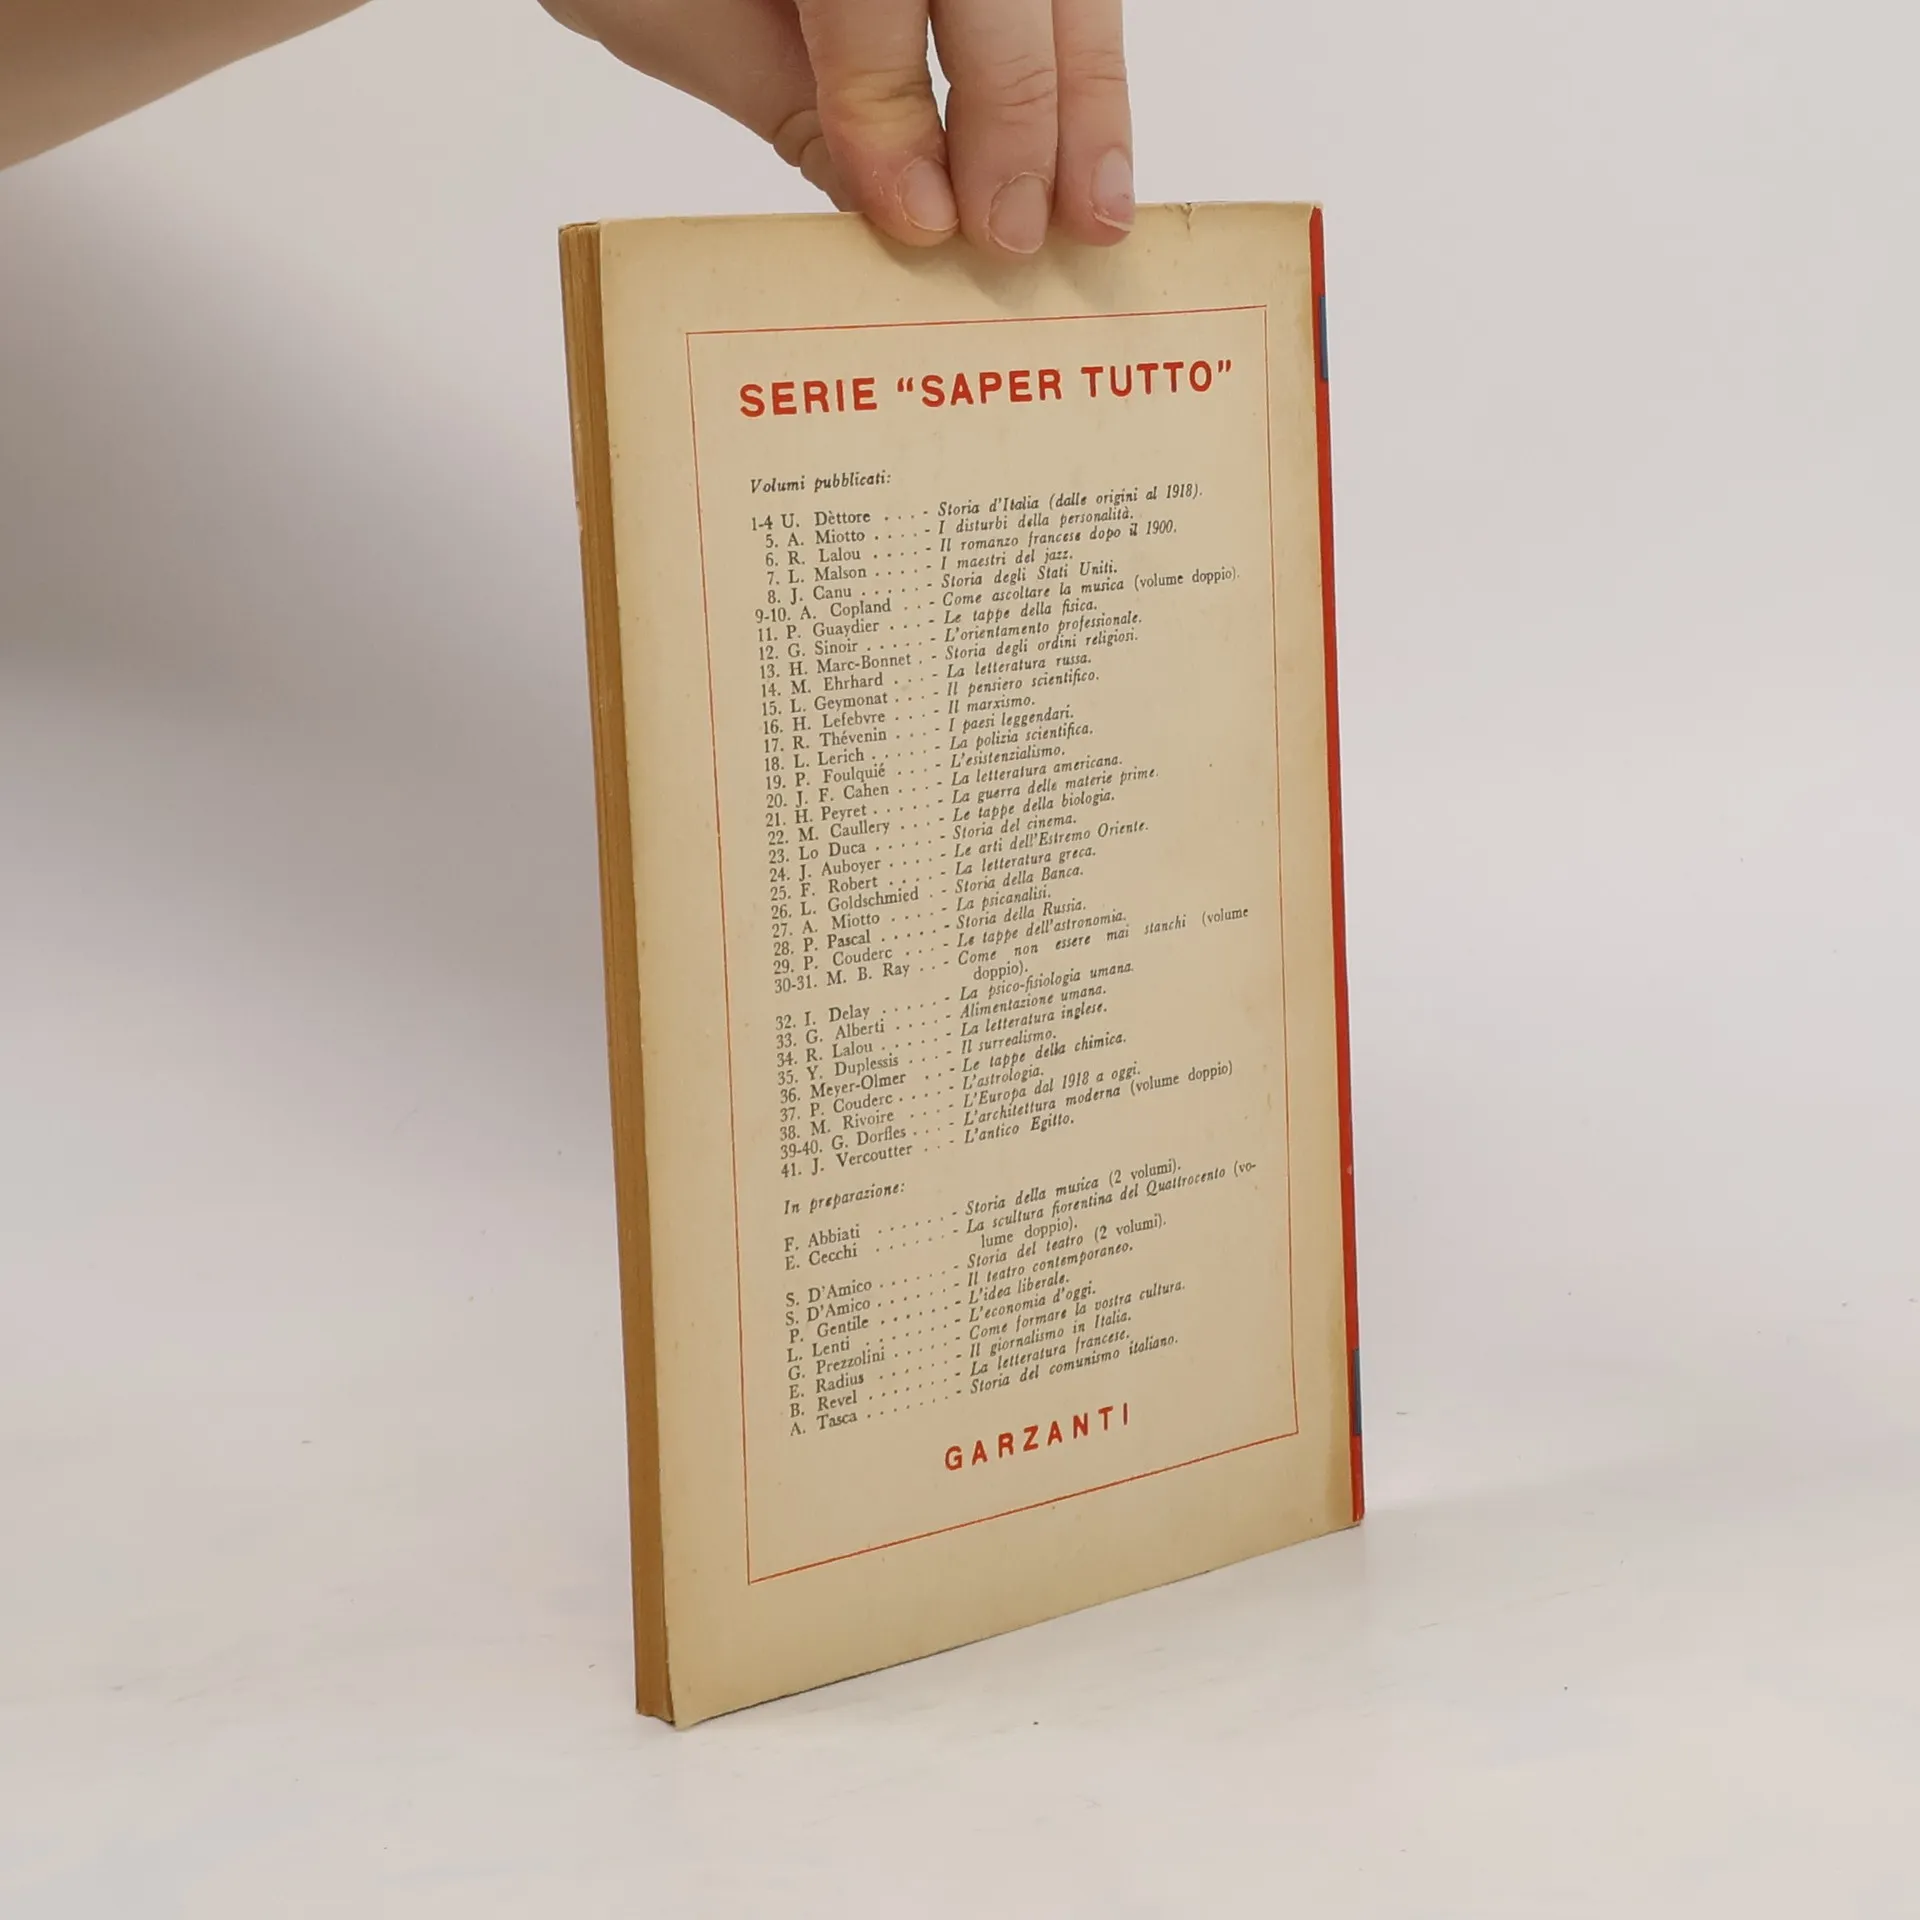 SERIE “SAPER TUTTO”
Volumi pubblicati:
1-4 U. Dèttore . . . . - Storia d'Italia (dalle origini al 1918).
5. A. Miotto . . . . . - I disturbi della personalità.
6. R. Lalou . . . . . - Il romanzo francese dopo il 1900.
7. L. Malson . . . . . - I maestri del jazz.
8. J. Canu . . . . . . - Storia degli Stati Uniti.
9-10. A. Copland . . - Come ascoltare la musica (volume doppio).
11. P. Guaydier . . . . - Le tappe della fisica.
12. G. Sinoir . . . . . - L'orientamento professionale.
13. H. Marc-Bonnet . - Storia degli ordini religiosi.
14. M. Ehrhard . . . . - La letteratura russa.
15. L. Geymonat . . . . - Il pensiero scientifico.
16. H. Lefebvre . . . . - Il marxismo.
17. R. Thévenin . . . . - I paesi leggendari.
18. L. Lerich . . . . . - La polizia scientifica.
19. P. Foulquié . . . . - L'esistenzialismo.
20. J. F. Cahen . . . . - La letteratura americana.
21. H. Peyret . . . . . - La guerra delle materie prime.
22. M. Caullery . . . . - Le tappe della biologia.
23. Lo Duca . . . . . - Storia del cinema.
24. J. Auboyer . . . . . - Le arti dell'Estremo Oriente.
25. F. Robert . . . . . - La letteratura greca.
26. L. Goldschmied . - Storia della Banca.
27. A. Miotto . . . . . - La psicanalisi.
28. P. Pascal . . . . . . - Storia della Russia.
29. P. Couderc . . . . - Le tappe dell'astronomia.
30-31. M. B. Ray . . - Come non essere mai stanchi (volume
doppio).
32. I. Delay . . . . . . - La psico-fisiologia umana.
33. G. Alberti . . . . . - Alimentazione umana.
34. R. Lalou . . . . . . - La letteratura inglese.
35. Y. Duplessis . . . . - Il surrealismo.
36. Meyer-Olmer . . - Le tappe della chimica.
37. P. Couderc . . . . . - L'astrologia.
38. M. Rivoire . . . . - L'Europa dal 1918 a oggi.
39-40. G. Dorfles . . . - L'architettura moderna (volume doppio)
41. J. Vercoutter . . . - L'antico Egitto.
In preparazione:
F. Abbiati . . . . . . - Storia della musica (2 volumi).
E. Cecchi . . . . . . - La scultura fiorentina del Quattrocento (vo-
lume doppio).
S. D'Amico . . . . . . - Storia del teatro (2 volumi).
S. D'Amico . . . . . . - Il teatro contemporaneo.
P. Gentile . . . . . . - L'idea liberale.
L. Lenti . . . . . . . - L'economia d'oggi.
G. Prezzolini . . . . . - Come formare la vostra cultura.
E. Radius . . . . . . - Il giornalismo in Italia.
B. Revel . . . . . . . - La letteratura francese.
A. Tasca . . . . . . . - Storia del comunismo italiano.
GARZANTI